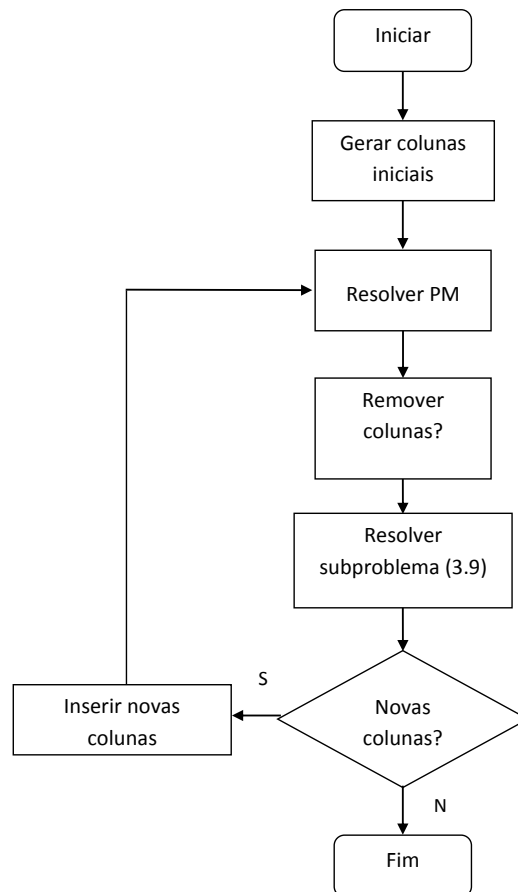 Iniciar
Gerar colunas
iniciais
Resolver PM
Remover
colunas?
Resolver
subproblema (3.9)
S
Inserir novas
colunas
Novas
colunas?
N
Fim